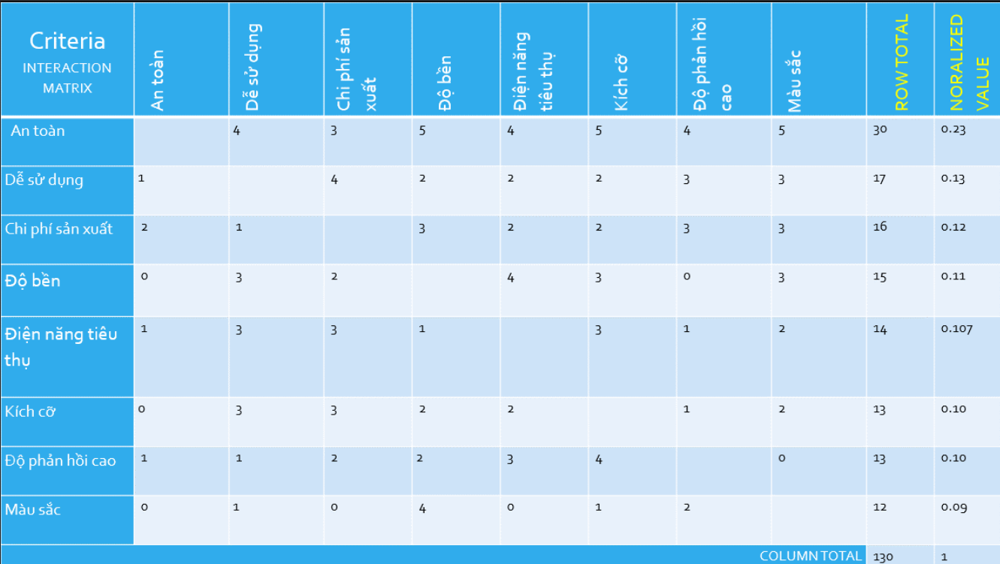 Criteria
INTERACTION
MATRIX
An toàn
Dễ sử dụng
Chi phí sản
xuất
Độ bền
Điện năng
tiêu thụ
Kích cỡ
Độ phản hồi
cao
Màu sắc
ROW TOTAL
NORALIZED
VALUE
An toàn 4 3 5 4 5 4 5 30 0.23
Dễ sử dụng 1 4 2 2 2 3 3 17 0.13
Chi phí sản xuất 2 1 3 2 2 3 3 16 0.12
Độ bền 0 3 2 4 3 0 3 15 0.11
Điện năng tiêu
thụ 1 3 3 1 3 1 2 14 0.107
Kích cỡ 0 3 3 2 2 1 2 13 0.10
Độ phản hồi cao 1 1 2 2 3 4 0 13 0.10
Màu sắc 0 1 0 4 0 1 2 12 0.09
COLUMN TOTAL 130 1